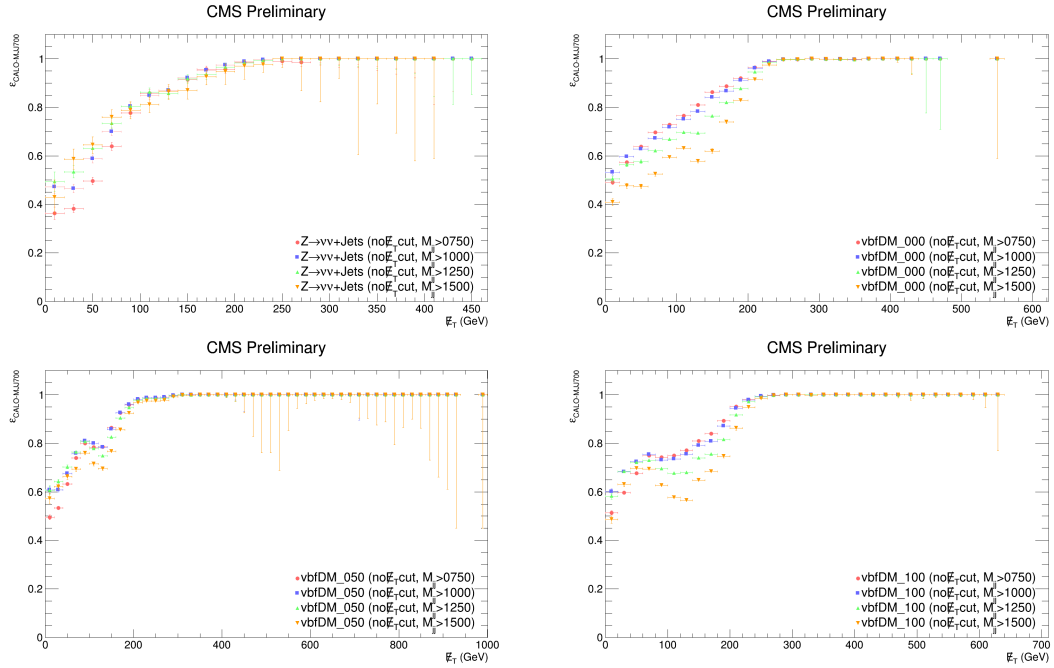 CMS Preliminary
ε_CALO-MJJ700
1
0.8
0.6
0.4
0.2
0
Z→νν+Jets (noE̸_T cut, M_jj>0750)
Z→νν+Jets (noE̸_T cut, M_jj>1000)
Z→νν+Jets (noE̸_T cut, M_jj>1250)
Z→νν+Jets (noE̸_T cut, M_jj>1500)
0 50 100 150 200 250 300 350 400 450
E̸_T (GeV)
CMS Preliminary
ε_CALO-MJJ700
1
0.8
0.6
0.4
0.2
0
vbfDM_000 (noE̸_T cut, M_jj>0750)
vbfDM_000 (noE̸_T cut, M_jj>1000)
vbfDM_000 (noE̸_T cut, M_jj>1250)
vbfDM_000 (noE̸_T cut, M_jj>1500)
0 100 200 300 400 500 600
E̸_T (GeV)
CMS Preliminary
ε_CALO-MJJ700
1
0.8
0.6
0.4
0.2
0
vbfDM_050 (noE̸_T cut, M_jj>0750)
vbfDM_050 (noE̸_T cut, M_jj>1000)
vbfDM_050 (noE̸_T cut, M_jj>1250)
vbfDM_050 (noE̸_T cut, M_jj>1500)
0 200 400 600 800 1000
E̸_T (GeV)
CMS Preliminary
ε_CALO-MJJ700
1
0.8
0.6
0.4
0.2
0
vbfDM_100 (noE̸_T cut, M_jj>0750)
vbfDM_100 (noE̸_T cut, M_jj>1000)
vbfDM_100 (noE̸_T cut, M_jj>1250)
vbfDM_100 (noE̸_T cut, M_jj>1500)
0 100 200 300 400 500 600 700
E̸_T (GeV)